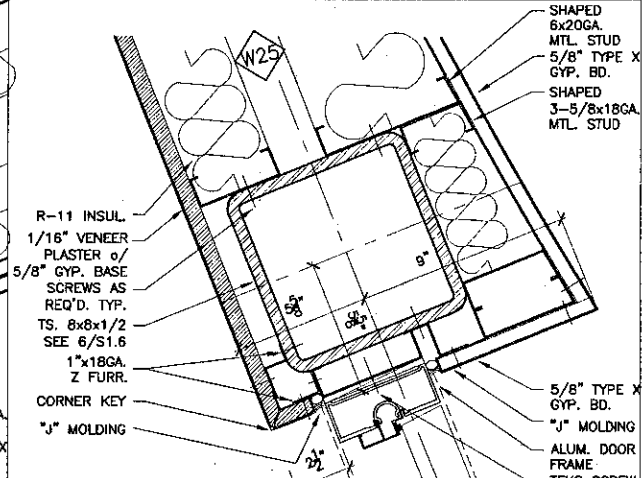 SHAPED
6x20GA.
MTL. STUD
5/8" TYPE X
GYP. BD.
SHAPED
3-5/8x18GA.
MTL. STUD
W25
R-11 INSUL.
1/16" VENEER
PLASTER o/
5/8" GYP. BASE
SCREWS AS
REQ'D. TYP.
TS. 8x8x1/2
SEE 6/S1.6
1"x18GA.
Z FURR.
CORNER KEY
"J" MOLDING
9"
2½"
5/8" TYPE X
GYP. BD.
"J" MOLDING
ALUM. DOOR
FRAME